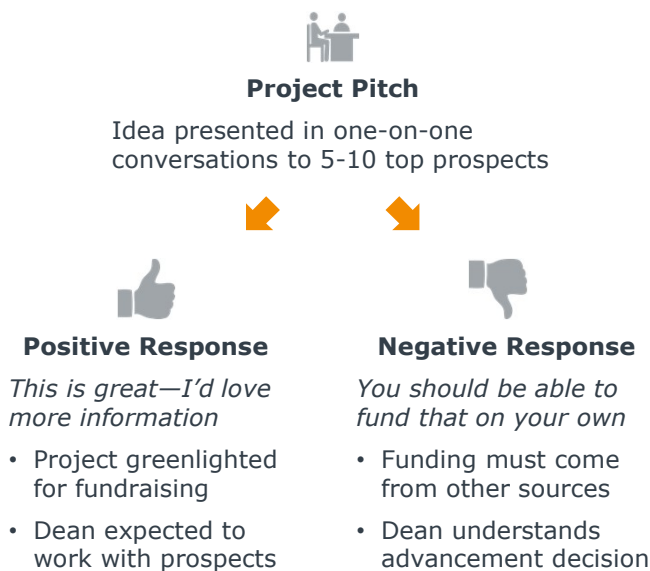 Project Pitch
Idea presented in one-on-one
conversations to 5-10 top prospects
Positive Response
This is great—I’d love
more information
• Project greenlighted
for fundraising
• Dean expected to
work with prospects
Negative Response
You should be able to
fund that on your own
• Funding must come
from other sources
• Dean understands
advancement decision